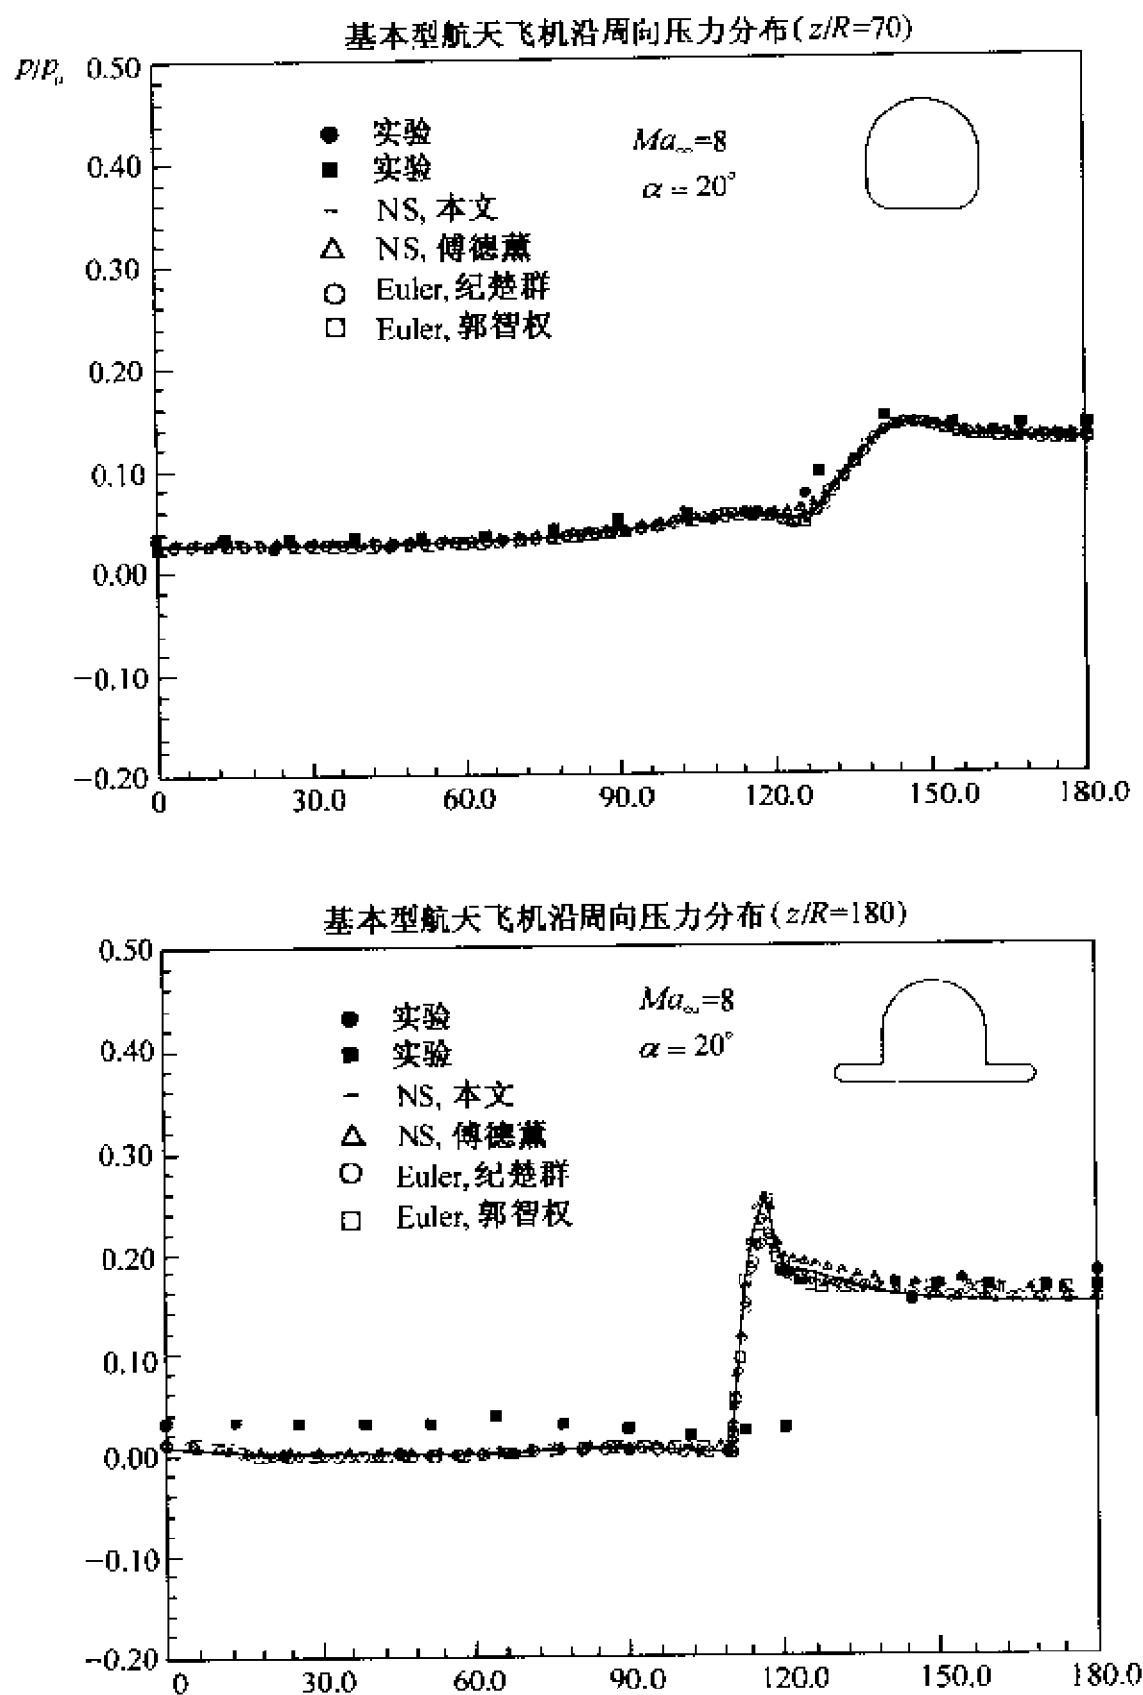 基本型航天飞机沿周向压力分布(z/R=70)
p/pμ
0.50
0.40
0.30
0.20
0.10
0.00
−0.10
−0.20
实验
实验
NS, 本文
NS, 傅德薰
Euler, 纪楚群
Euler, 郭智权
Ma∞=8
α = 20°
0 30.0 60.0 90.0 120.0 150.0 180.0
基本型航天飞机沿周向压力分布(z/R=180)
0.50
0.40
0.30
0.20
0.10
0.00
−0.10
−0.20
实验
实验
NS, 本文
NS, 傅德薰
Euler, 纪楚群
Euler, 郭智权
Ma∞=8
α = 20°
0 30.0 60.0 90.0 120.0 150.0 180.0